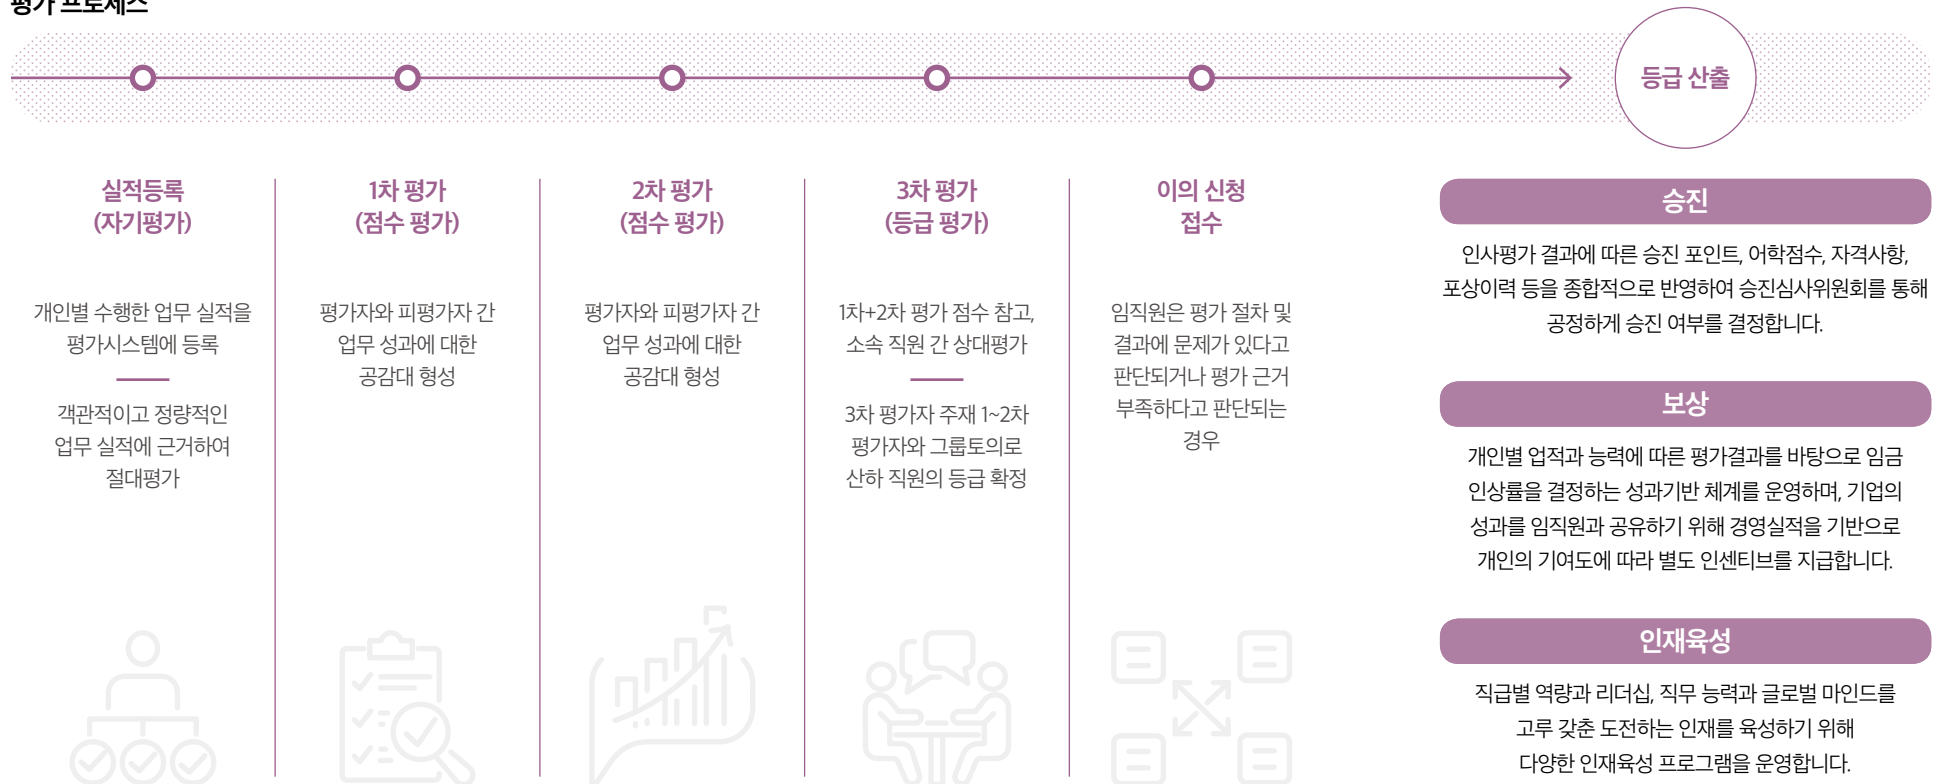 평가 프로세스
등급 산출
실적등록
(자기평가)
개인별 수행한 업무 실적을
평가시스템에 등록
객관적이고 정량적인
업무 실적에 근거하여
절대평가
1차 평가
(점수 평가)
평가자와 피평가자 간
업무 성과에 대한
공감대 형성
2차 평가
(점수 평가)
평가자와 피평가자 간
업무 성과에 대한
공감대 형성
3차 평가
(등급 평가)
1차+2차 평가 점수 참고,
소속 직원 간 상대평가
3차 평가자 주재 1~2차
평가자와 그룹토의로
산하 직원의 등급 확정
이의 신청
접수
임직원은 평가 절차 및
결과에 문제가 있다고
판단되거나 평가 근거
부족하다고 판단되는
경우
승진
인사평가 결과에 따른 승진 포인트, 어학점수, 자격사항,
포상이력 등을 종합적으로 반영하여 승진심사위원회를 통해
공정하게 승진 여부를 결정합니다.
보상
개인별 업적과 능력에 따른 평가결과를 바탕으로 임금
인상률을 결정하는 성과기반 체계를 운영하며, 기업의
성과를 임직원과 공유하기 위해 경영실적을 기반으로
개인의 기여도에 따라 별도 인센티브를 지급합니다.
인재육성
직급별 역량과 리더십, 직무 능력과 글로벌 마인드를
고루 갖춘 도전하는 인재를 육성하기 위해
다양한 인재육성 프로그램을 운영합니다.